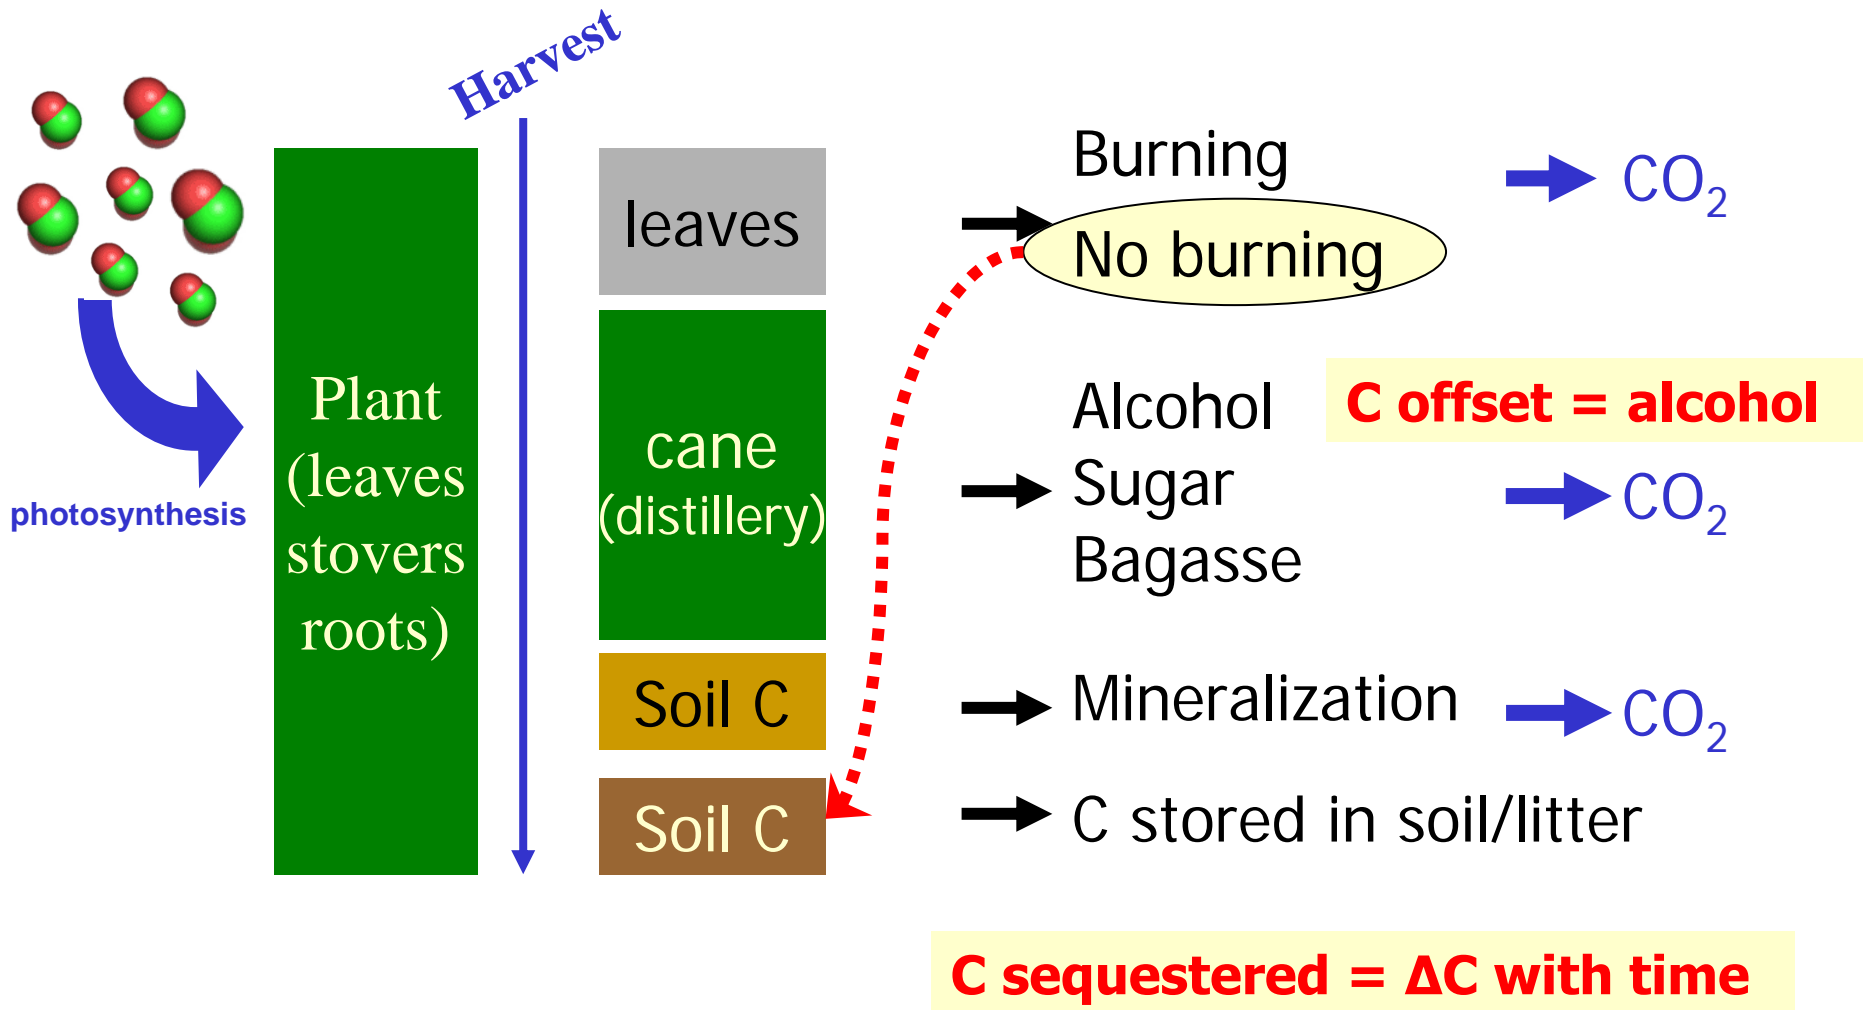 Harvest
photosynthesis
Plant
(leaves
stovers
roots)
leaves
cane
(distillery)
Soil C
Soil C
Burning
No burning
CO₂
Alcohol
Sugar
Bagasse
C offset = alcohol
CO₂
Mineralization
CO₂
C stored in soil/litter
C sequestered = ΔC with time